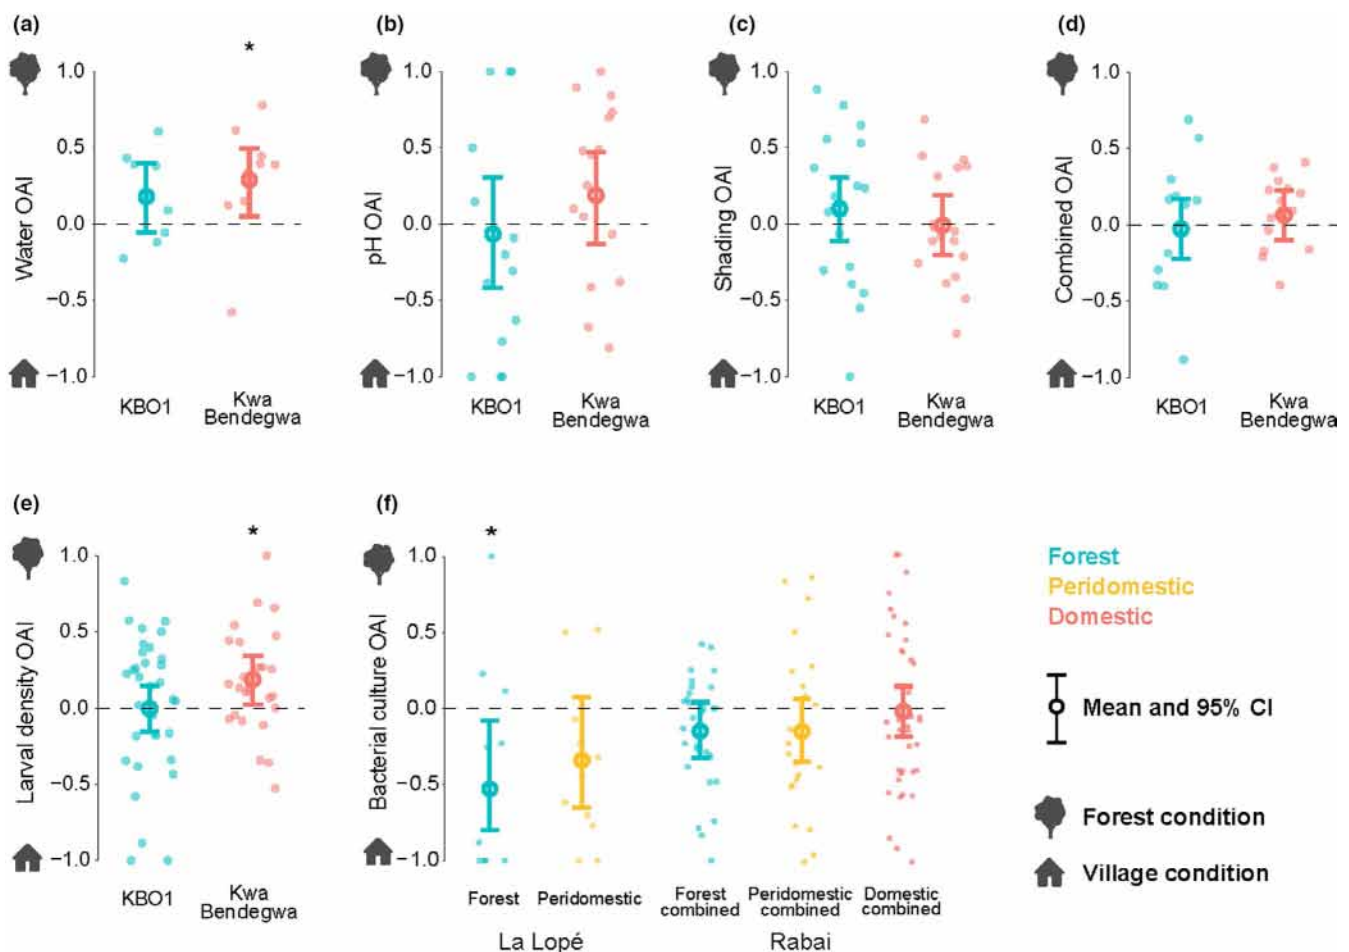 (a)
*
1.0
0.5
0.0
−0.5
−1.0
Water OAI
KBO1
Kwa
Bendegwa
(b)
1.0
0.5
0.0
−0.5
−1.0
pH OAI
KBO1
Kwa
Bendegwa
(c)
1.0
0.5
0.0
−0.5
−1.0
Shading OAI
KBO1
Kwa
Bendegwa
(d)
1.0
0.5
0.0
−0.5
−1.0
Combined OAI
KBO1
Kwa
Bendegwa
(e)
*
1.0
0.5
0.0
−0.5
−1.0
Larval density OAI
KBO1
Kwa
Bendegwa
(f)
*
1.0
0.5
0.0
−0.5
−1.0
Bacterial culture OAI
Forest
Peridomestic
Forest
combined
Peridomestic
combined
Domestic
combined
La Lopé
Rabai
Forest
Peridomestic
Domestic
Mean and 95% CI
Forest condition
Village condition